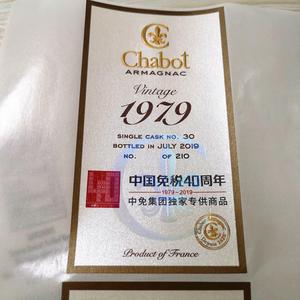 Chabot
ARMAGNAC
Vintage
1979
SINGLE CASK NO. 30
BOTTLED IN JULY 2019
NO. OF 210
中国免税40周年
1979-2019
中免集团独家专供商品
Product of France